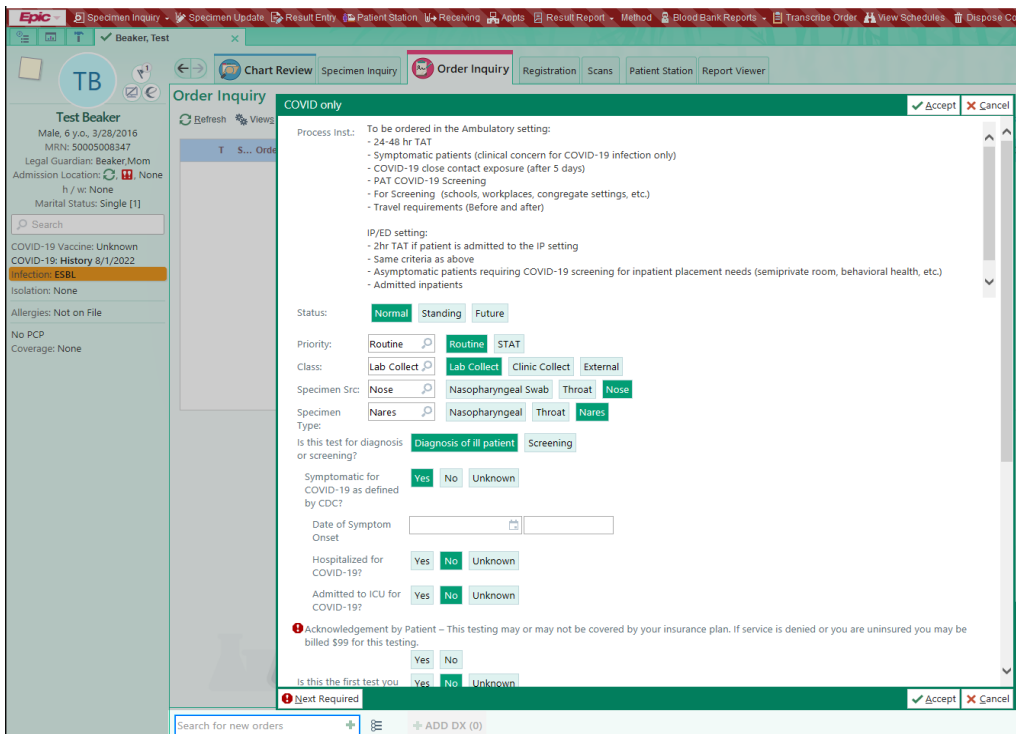 Epic Specimen Inquiry Specimen Update Result Entry Patient Station Receiving Appts Result Report Method Blood Bank Reports Transcribe Order View Schedules Dispose Co
T Beaker, Test ×
TB
Test Beaker
Male, 6 y.o., 3/28/2016
MRN: 50005008347
Legal Guardian: Beaker,Mom
Admission Location: , , None
h / w: None
Marital Status: Single [1]
Search
COVID-19 Vaccine: Unknown
COVID-19: History 8/1/2022
Infection: ESBL
Isolation: None
Allergies: Not on File
No PCP
Coverage: None
Chart Review Specimen Inquiry Order Inquiry Registration Scans Patient Station Report Viewer
Order Inquiry
Refresh Views
T S... Orde
COVID only Accept Cancel
Process Inst.: To be ordered in the Ambulatory setting:
- 24-48 hr TAT
- Symptomatic patients (clinical concern for COVID-19 infection only)
- COVID-19 close contact exposure (after 5 days)
- PAT COVID-19 Screening
- For Screening (schools, workplaces, congregate settings, etc.)
- Travel requirements (Before and after)
IP/ED setting:
- 2hr TAT if patient is admitted to the IP setting
- Same criteria as above
- Asymptomatic patients requiring COVID-19 screening for inpatient placement needs (semiprivate room, behavioral health, etc.)
- Admitted inpatients
Status: Normal Standing Future
Priority: Routine Routine STAT
Class: Lab Collect Lab Collect Clinic Collect External
Specimen Src: Nose Nasopharyngeal Swab Throat Nose
Specimen Type: Nares Nasopharyngeal Throat Nares
Is this test for diagnosis or screening? Diagnosis of ill patient Screening
Symptomatic for COVID-19 as defined by CDC? Yes No Unknown
Date of Symptom Onset
Hospitalized for COVID-19? Yes No Unknown
Admitted to ICU for COVID-19? Yes No Unknown
Acknowledgement by Patient – This testing may or may not be covered by your insurance plan. If service is denied or you are uninsured you may be
billed $99 for this testing.
Yes No
Is this the first test you Yes No Unknown
Next Required Accept Cancel
Search for new orders + ADD DX (0)